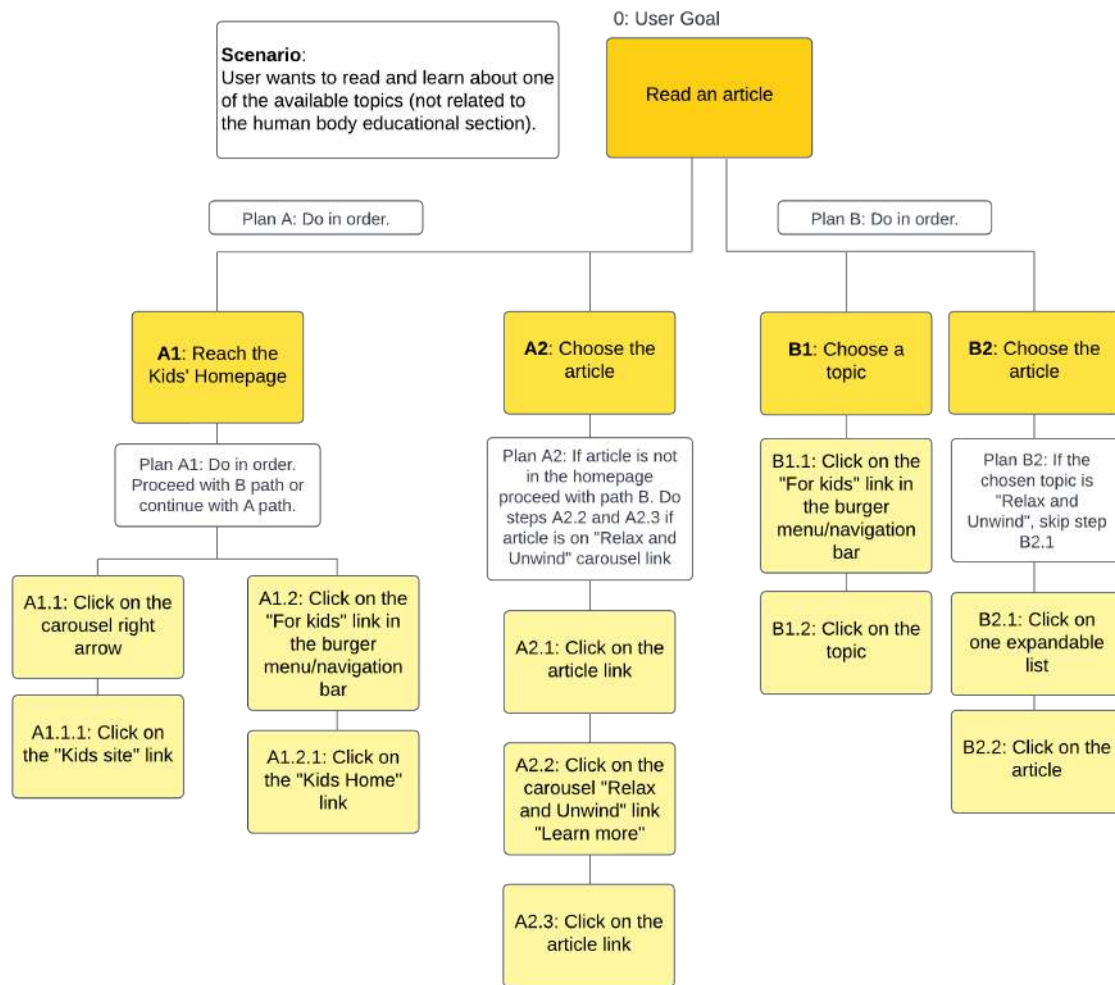 0: User Goal
Scenario:
User wants to read and learn about one
of the available topics (not related to
the human body educational section).
Read an article
Plan A: Do in order.
Plan B: Do in order.
A1: Reach the
Kids' Homepage
A2: Choose the
article
B1: Choose a
topic
B2: Choose the
article
Plan A1: Do in order.
Proceed with B path or
continue with A path.
Plan A2: If article is not
in the homepage
proceed with path B. Do
steps A2.2 and A2.3 if
article is on "Relax and
Unwind" carousel link
B1.1: Click on the
"For kids" link in
the burger
menu/navigation
bar
Plan B2: If the
chosen topic is
"Relax and
Unwind", skip step
B2.1
A1.1: Click on the
carousel right
arrow
A1.2: Click on the
"For kids" link in
the burger
menu/navigation
bar
A2.1: Click on the
article link
B1.2: Click on the
topic
B2.1: Click on
one expandable
list
A1.1.1: Click on
the "Kids site" link
A1.2.1: Click on
the "Kids Home"
link
A2.2: Click on the
carousel "Relax
and Unwind" link
"Learn more"
B2.2: Click on the
article
A2.3: Click on the
article link